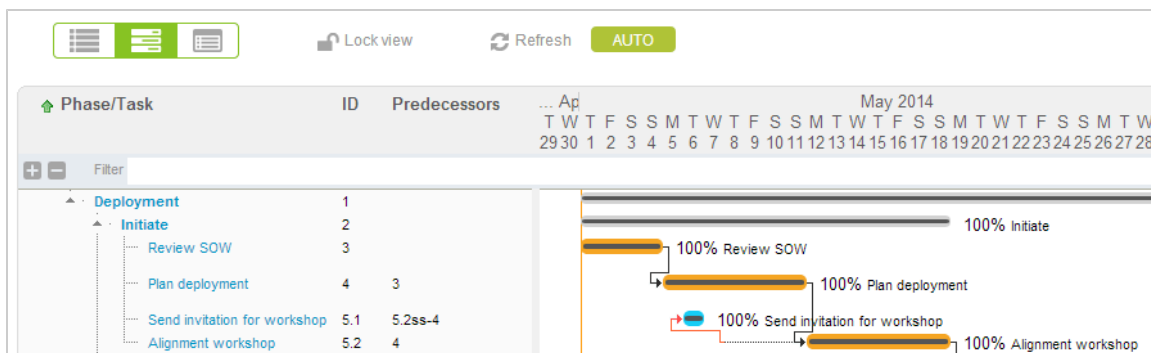 Lock view Refresh AUTO
Phase/Task ID Predecessors ... Ap May 2014
T W T F S S M T W T F S S M T W T F S S M T W T F S S M T W
29 30 1 2 3 4 5 6 7 8 9 10 11 12 13 14 15 16 17 18 19 20 21 22 23 24 25 26 27 28
Filter
Deployment 1
Initiate 2 100% Initiate
Review SOW 3 100% Review SOW
Plan deployment 4 3 100% Plan deployment
Send invitation for workshop 5.1 5.2ss-4 100% Send invitation for workshop
Alignment workshop 5.2 4 100% Alignment workshop